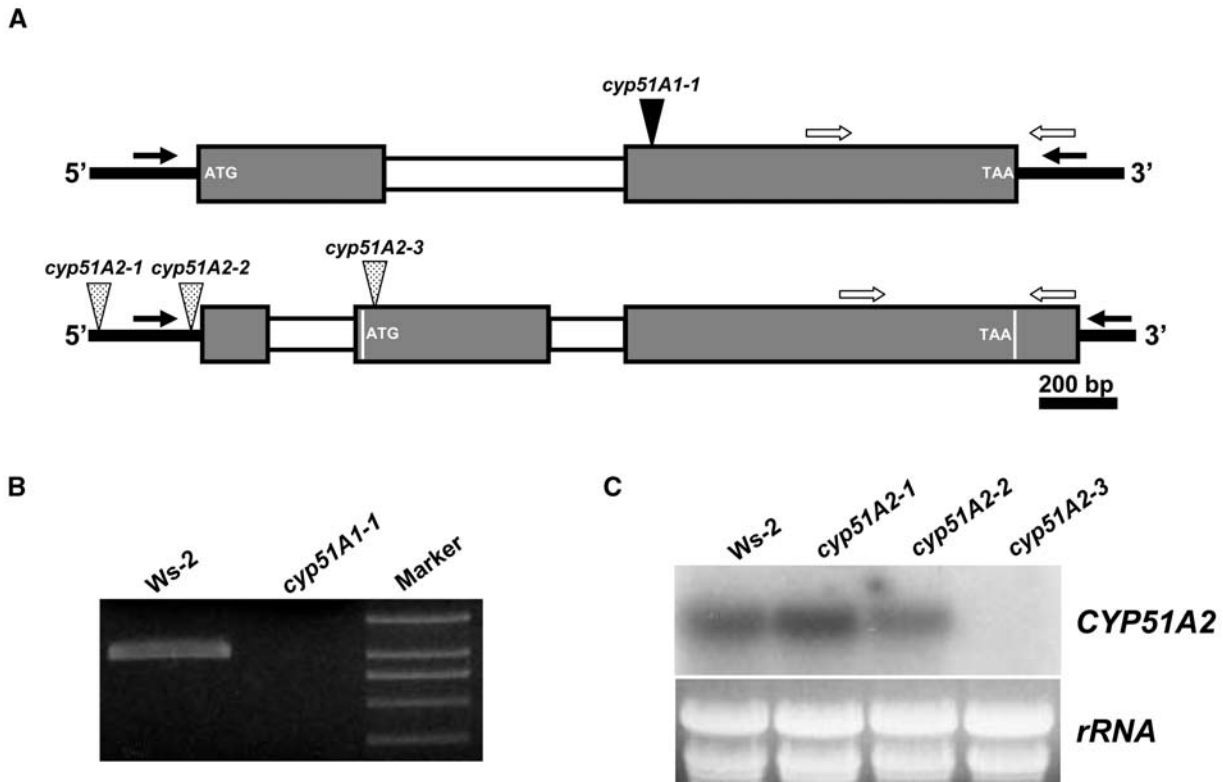 A
cyp51A1-1
5’ ATG TAA 3’
cyp51A2-1 cyp51A2-2 cyp51A2-3
5’ ATG TAA 3’
200 bp
B
Ws-2 cyp51A1-1 Marker
C
Ws-2 cyp51A2-1 cyp51A2-2 cyp51A2-3
CYP51A2
rRNA